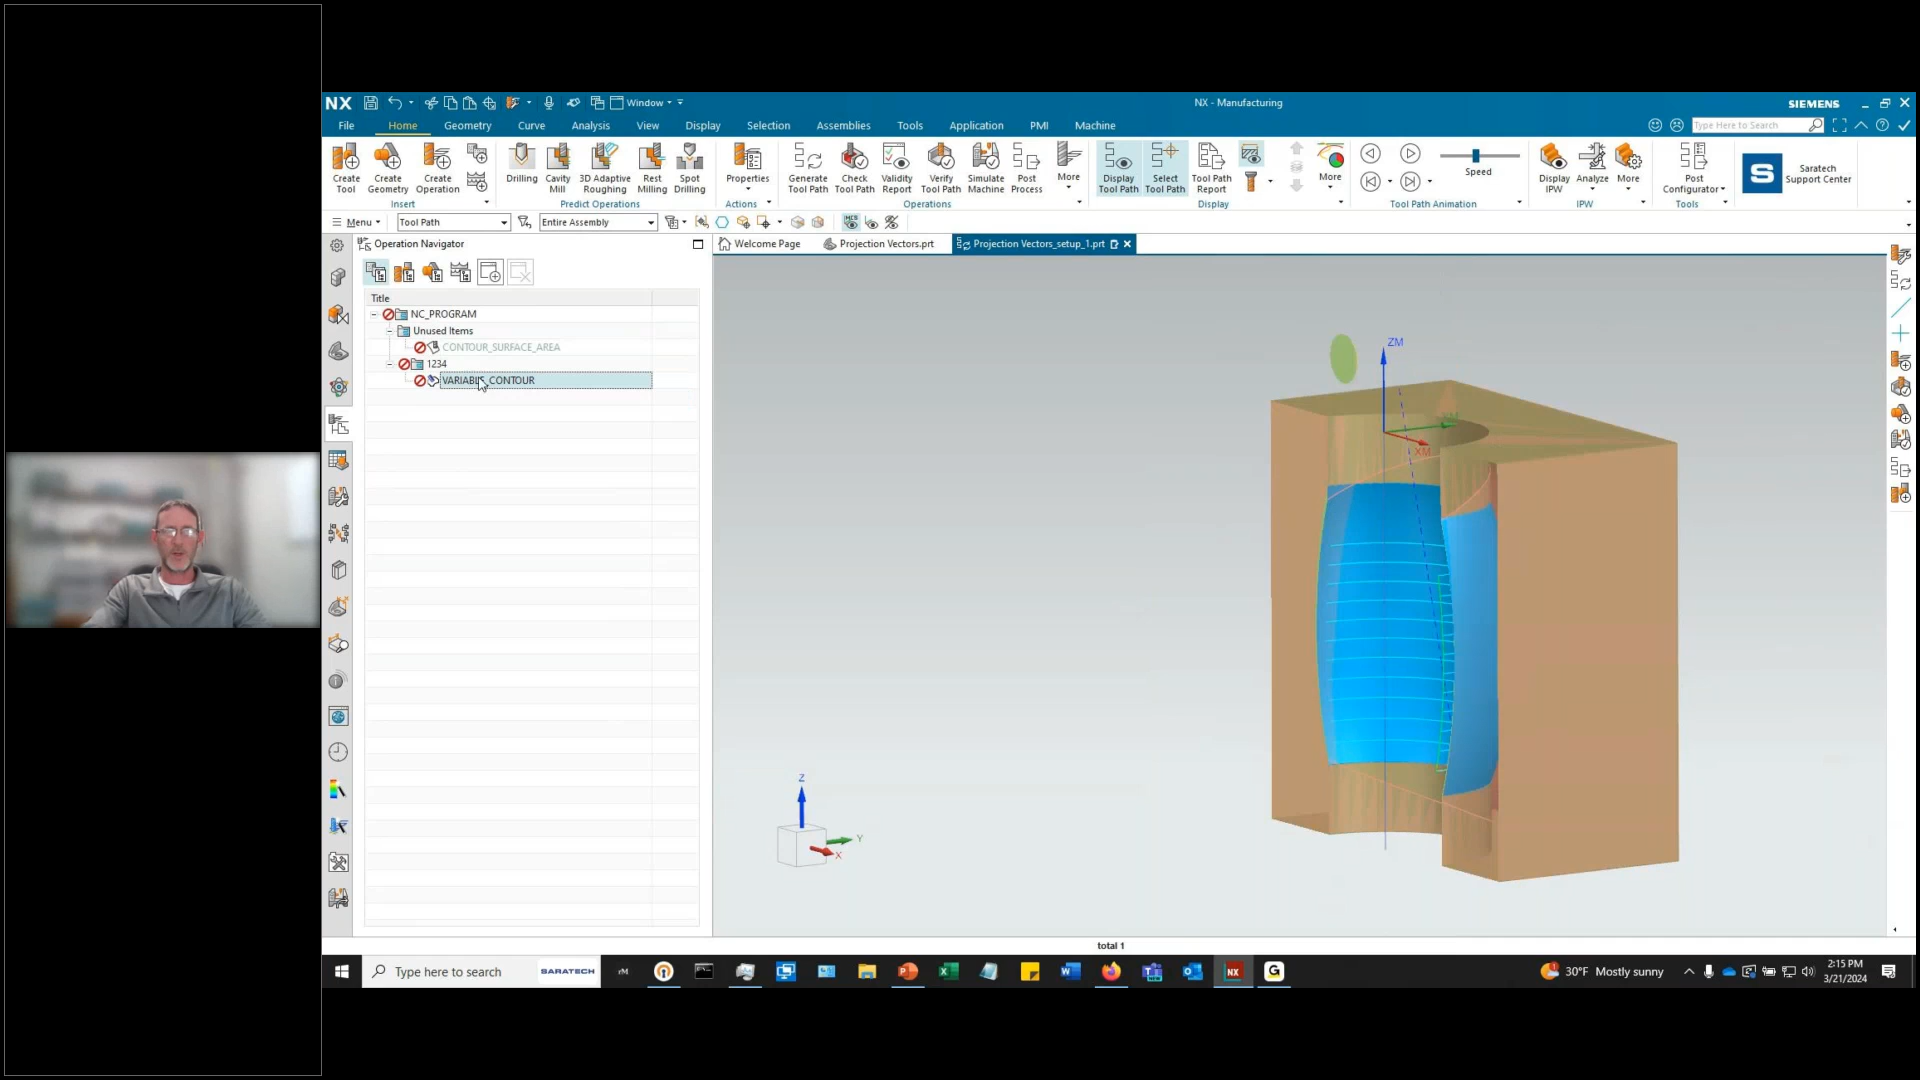 NX
Window
NX - Manufacturing
SIEMENS
File Home Geometry Curve Analysis View Display Selection Assemblies Tools Application PMI Machine
Type Here to Search
Create Tool
Create Geometry
Create Operation
Insert
Drilling
Cavity Mill
3D Adaptive Roughing
Rest Milling
Spot Drilling
Predict Operations
Properties
Actions
Generate Tool Path
Check Tool Path
Validity Report
Verify Tool Path
Simulate Machine
Post Process
More
Operations
Display Tool Path
Select Tool Path
Tool Path Report
More
Display
Speed
Tool Path Animation
Display IPW
Analyze
More
IPW
Post Configurator
Tools
S
Saratech Support Center
Menu
Tool Path
Entire Assembly
MCS
Operation Navigator
Welcome Page
Projection Vectors.prt
Projection Vectors_setup_1.prt
Title
NC_PROGRAM
Unused Items
CONTOUR_SURFACE_AREA
1234
VARIABLE_CONTOUR
ZM
YM
XM
Z
Y
X
total 1
Type here to search
SARATECH
rM
NX
G
30°F Mostly sunny
2:15 PM
3/21/2024